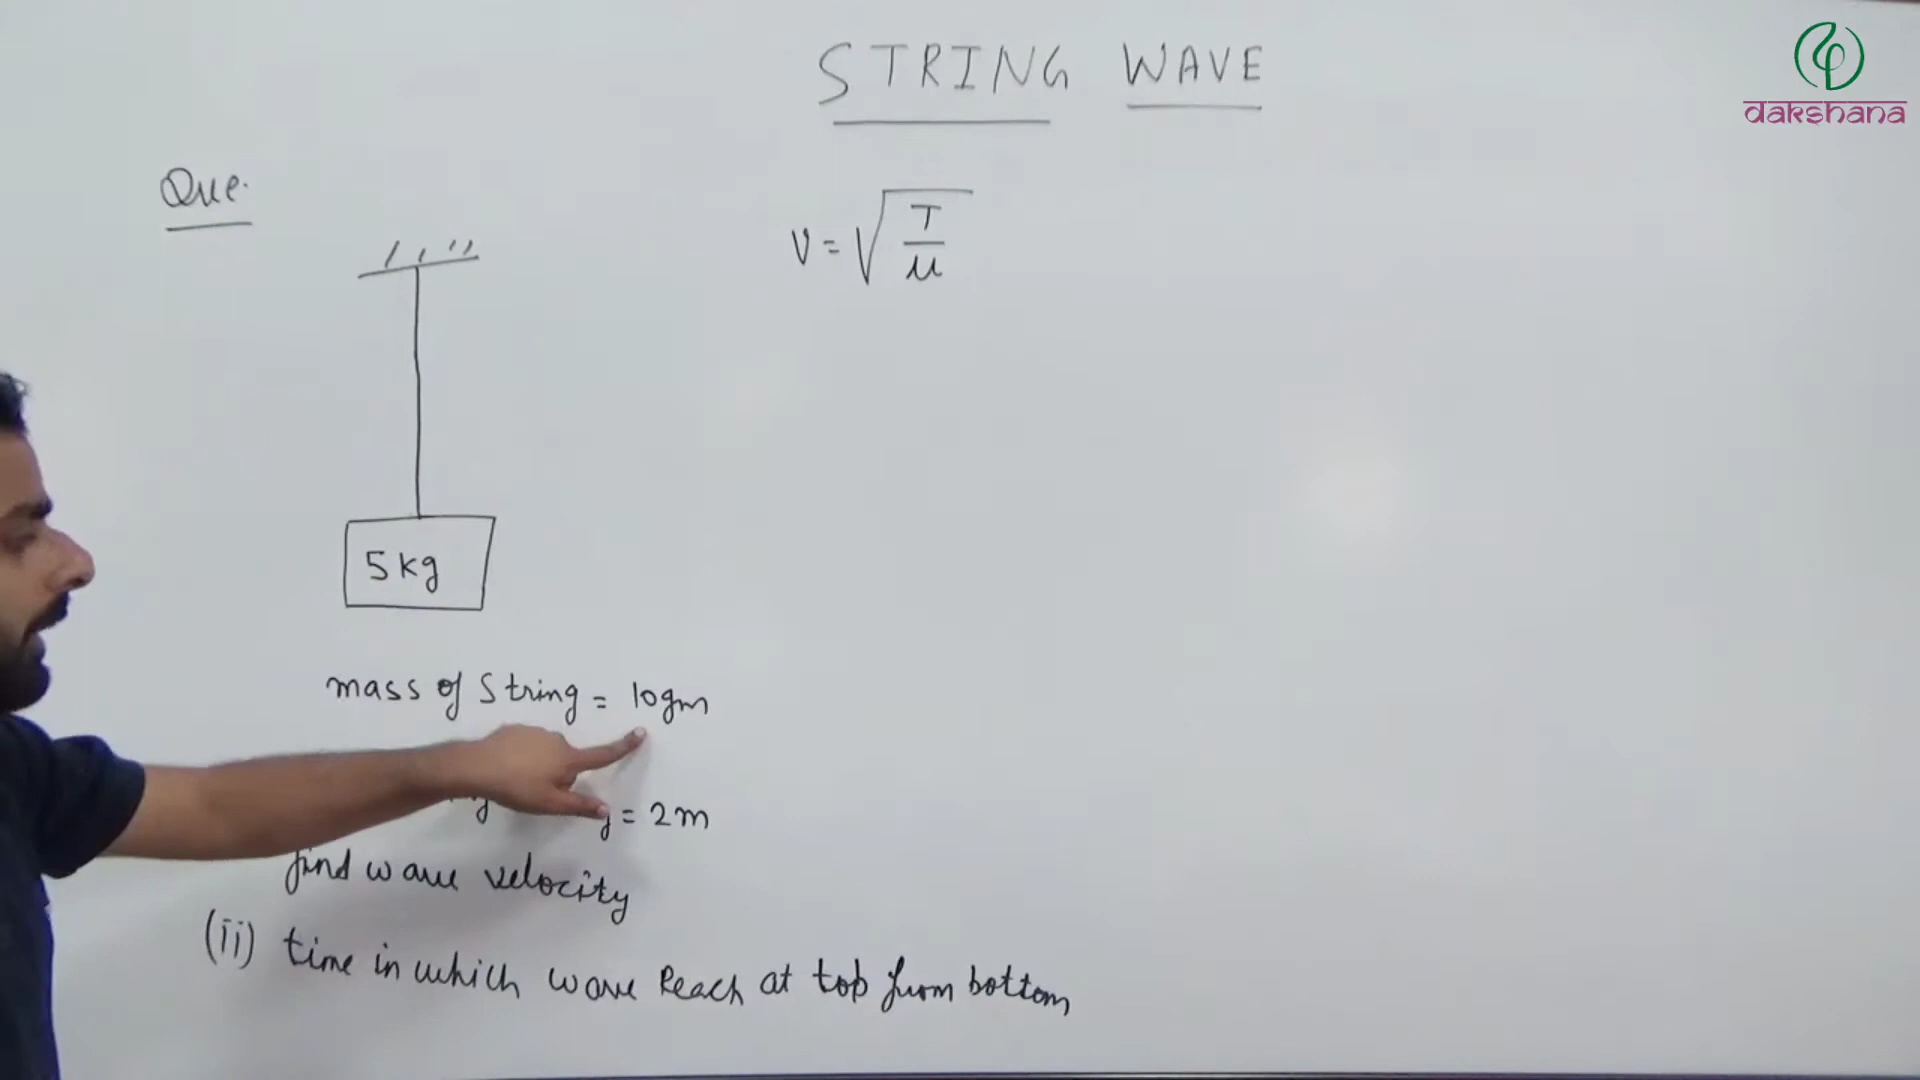 STRING WAVE
dakshana
Que.
V = √T/μ
5kg
mass of String = 10gm
= 2m
find wave velocity
(ii) time in which wave Reach at top from bottom